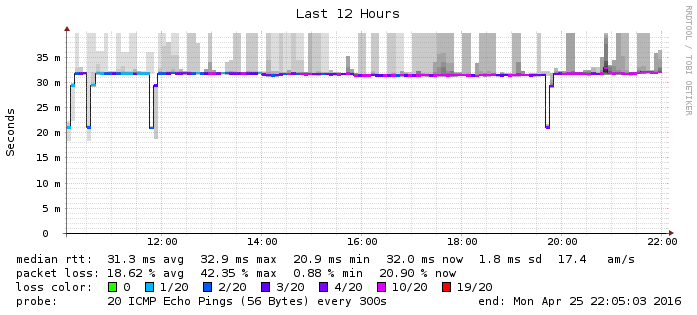 Last 12 Hours
RRDTOOL / TOBI OETIKER
Seconds
35 m
30 m
25 m
20 m
15 m
10 m
5 m
0
12:00 14:00 16:00 18:00 20:00 22:00
median rtt: 31.3 ms avg 32.9 ms max 20.9 ms min 32.0 ms now 1.8 ms sd 17.4 am/s
packet loss: 18.62 % avg 42.35 % max 0.88 % min 20.90 % now
loss color: 0 1/20 2/20 3/20 4/20 10/20 19/20
probe: 20 ICMP Echo Pings (56 Bytes) every 300s end: Mon Apr 25 22:05:03 2016